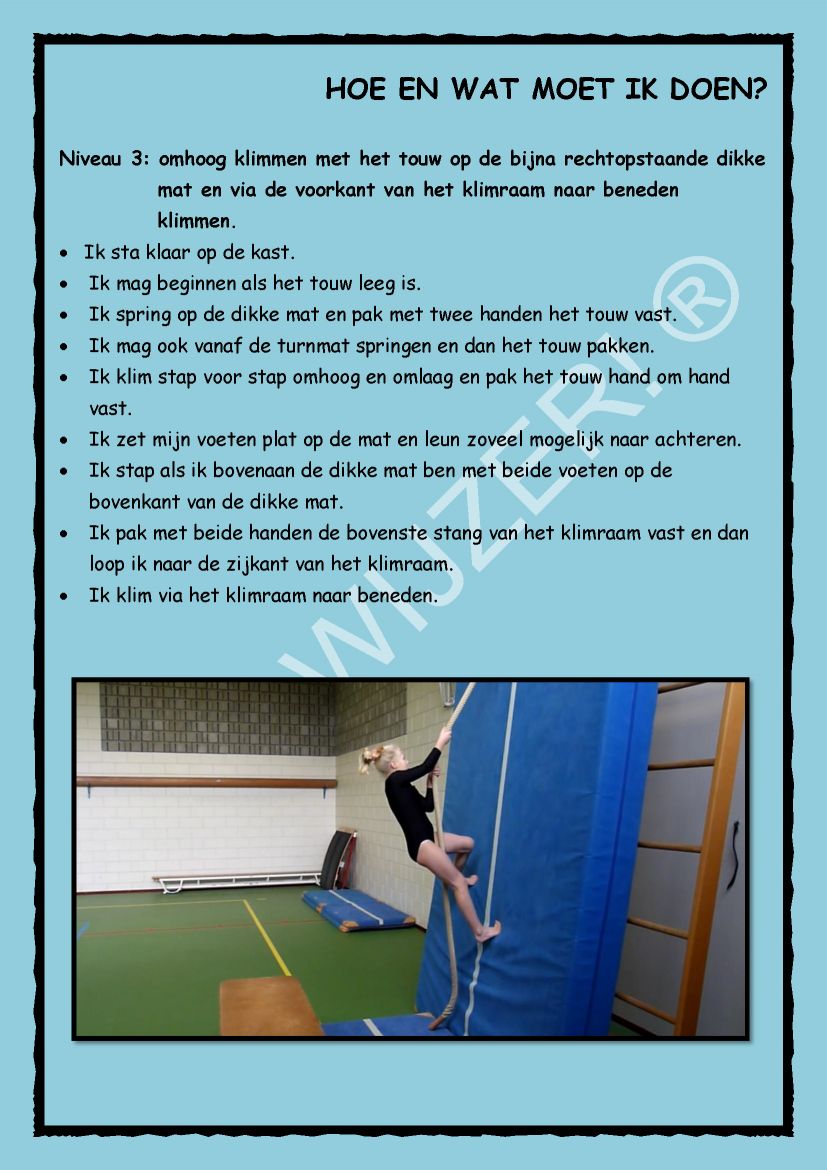 HOE EN WAT MOET IK DOEN?
Niveau 3: omhoog klimmen met het touw op de bijna rechtopstaande dikke
mat en via de voorkant van het klimraam naar beneden
klimmen.
• Ik sta klaar op de kast.
• Ik mag beginnen als het touw leeg is.
• Ik spring op de dikke mat en pak met twee handen het touw vast.
• Ik mag ook vanaf de turnmat springen en dan het touw pakken.
• Ik klim stap voor stap omhoog en omlaag en pak het touw hand om hand
vast.
• Ik zet mijn voeten plat op de mat en leun zoveel mogelijk naar achteren.
• Ik stap als ik bovenaan de dikke mat ben met beide voeten op de
bovenkant van de dikke mat.
• Ik pak met beide handen de bovenste stang van het klimraam vast en dan
loop ik naar de zijkant van het klimraam.
• Ik klim via het klimraam naar beneden.
WIJZER! ®